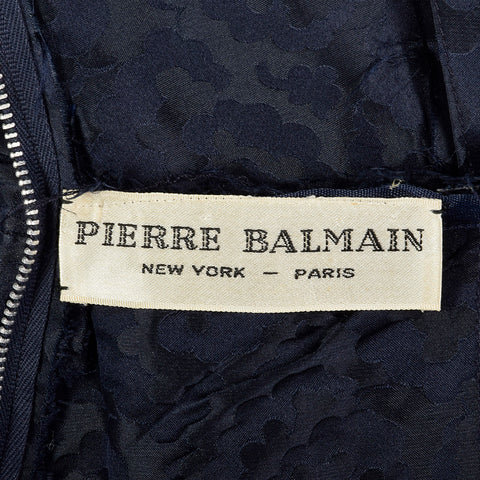 PIERRE BALMAIN
NEW YORK — PARIS